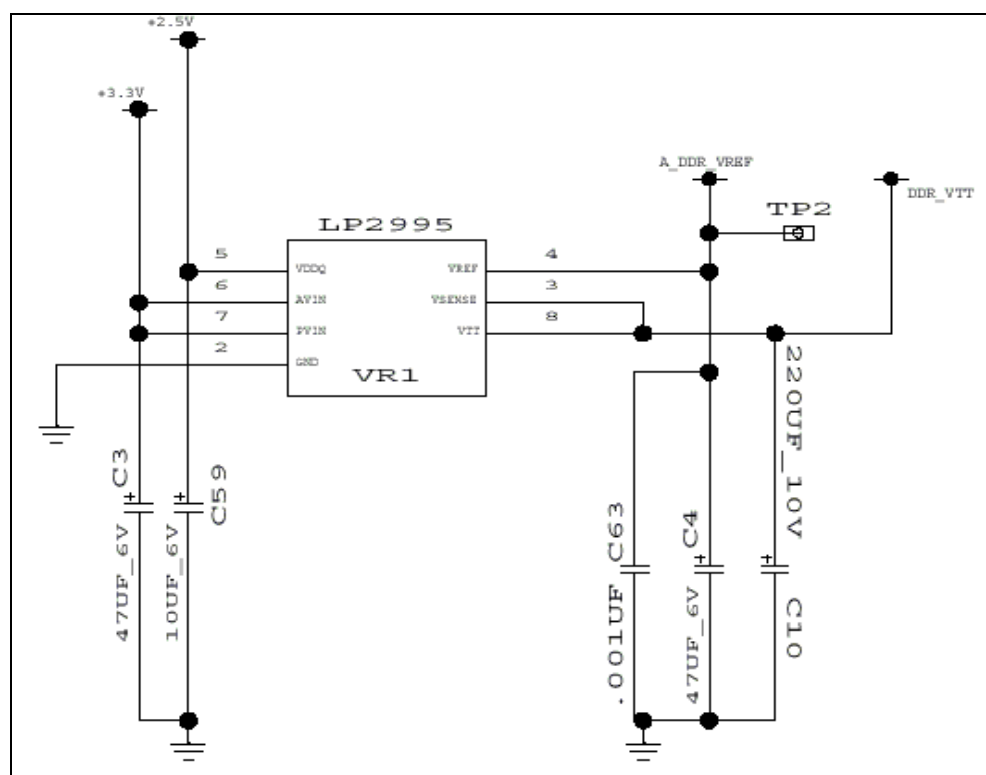 +2.5V
+3.3V
A_DDR_VREF
DDR_VTT
TP2
LP2995
5
VDDQ
VREF
4
6
AVIN
VSENSE
3
7
PVIN
VTT
8
2
GND
VR1
C3
47UF_6V
C59
10UF_6V
C63
.001UF
C4
47UF_6V
220UF_10V
C10